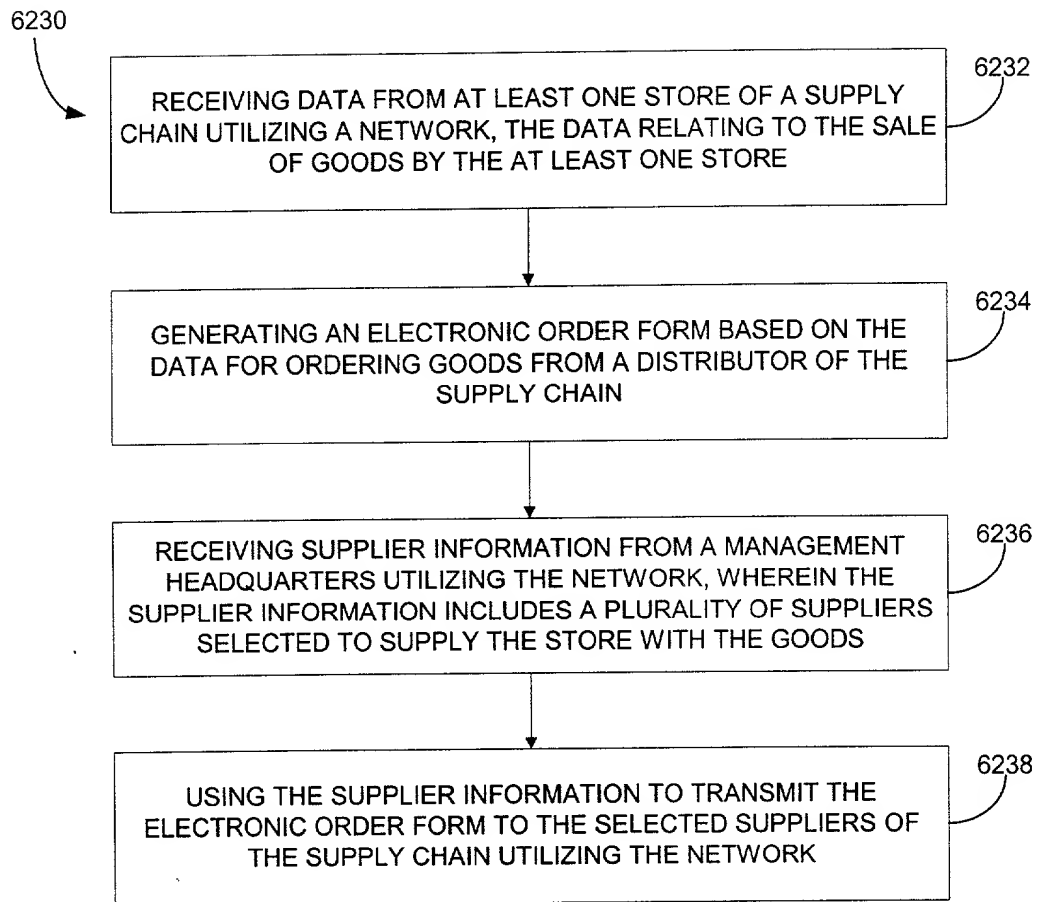 6230
6232
RECEIVING DATA FROM AT LEAST ONE STORE OF A SUPPLY
CHAIN UTILIZING A NETWORK, THE DATA RELATING TO THE SALE
OF GOODS BY THE AT LEAST ONE STORE
6234
GENERATING AN ELECTRONIC ORDER FORM BASED ON THE
DATA FOR ORDERING GOODS FROM A DISTRIBUTOR OF THE
SUPPLY CHAIN
6236
RECEIVING SUPPLIER INFORMATION FROM A MANAGEMENT
HEADQUARTERS UTILIZING THE NETWORK, WHEREIN THE
SUPPLIER INFORMATION INCLUDES A PLURALITY OF SUPPLIERS
SELECTED TO SUPPLY THE STORE WITH THE GOODS
6238
USING THE SUPPLIER INFORMATION TO TRANSMIT THE
ELECTRONIC ORDER FORM TO THE SELECTED SUPPLIERS OF
THE SUPPLY CHAIN UTILIZING THE NETWORK